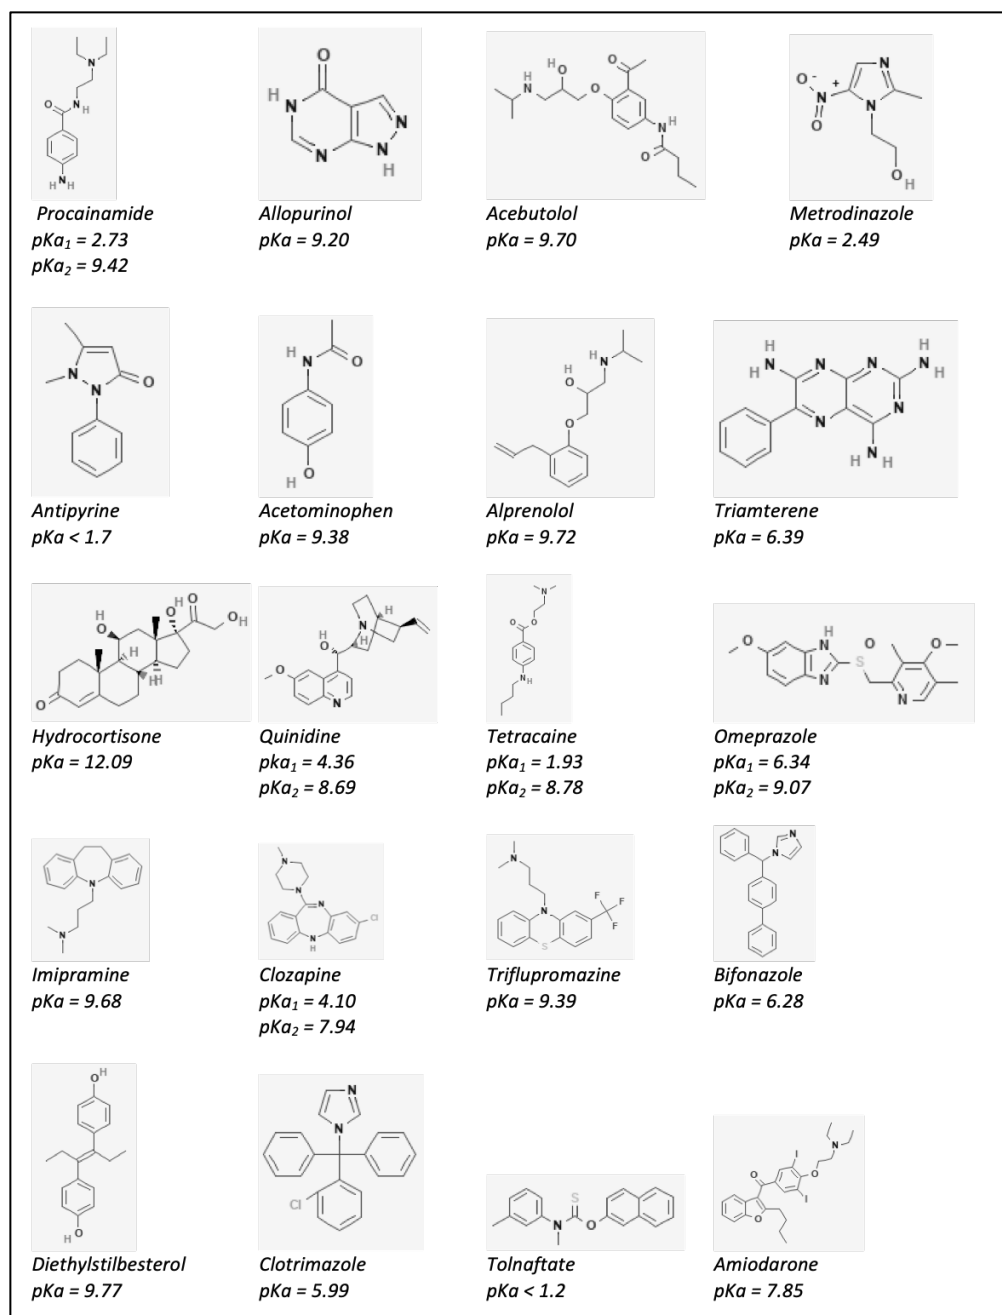 Procainamide
pKa₁ = 2.73
pKa₂ = 9.42
Allopurinol
pKa = 9.20
Acebutolol
pKa = 9.70
Metrodinazole
pKa = 2.49
Antipyrine
pKa < 1.7
Acetominophen
pKa = 9.38
Alprenolol
pKa = 9.72
Triamterene
pKa = 6.39
Hydrocortisone
pKa = 12.09
Quinidine
pka₁ = 4.36
pKa₂ = 8.69
Tetracaine
pKa₁ = 1.93
pKa₂ = 8.78
Omeprazole
pKa₁ = 6.34
pKa₂ = 9.07
Imipramine
pKa = 9.68
Clozapine
pKa₁ = 4.10
pKa₂ = 7.94
Triflupromazine
pKa = 9.39
Bifonazole
pKa = 6.28
Diethylstilbesterol
pKa = 9.77
Clotrimazole
pKa = 5.99
Tolnaftate
pKa < 1.2
Amiodarone
pKa = 7.85